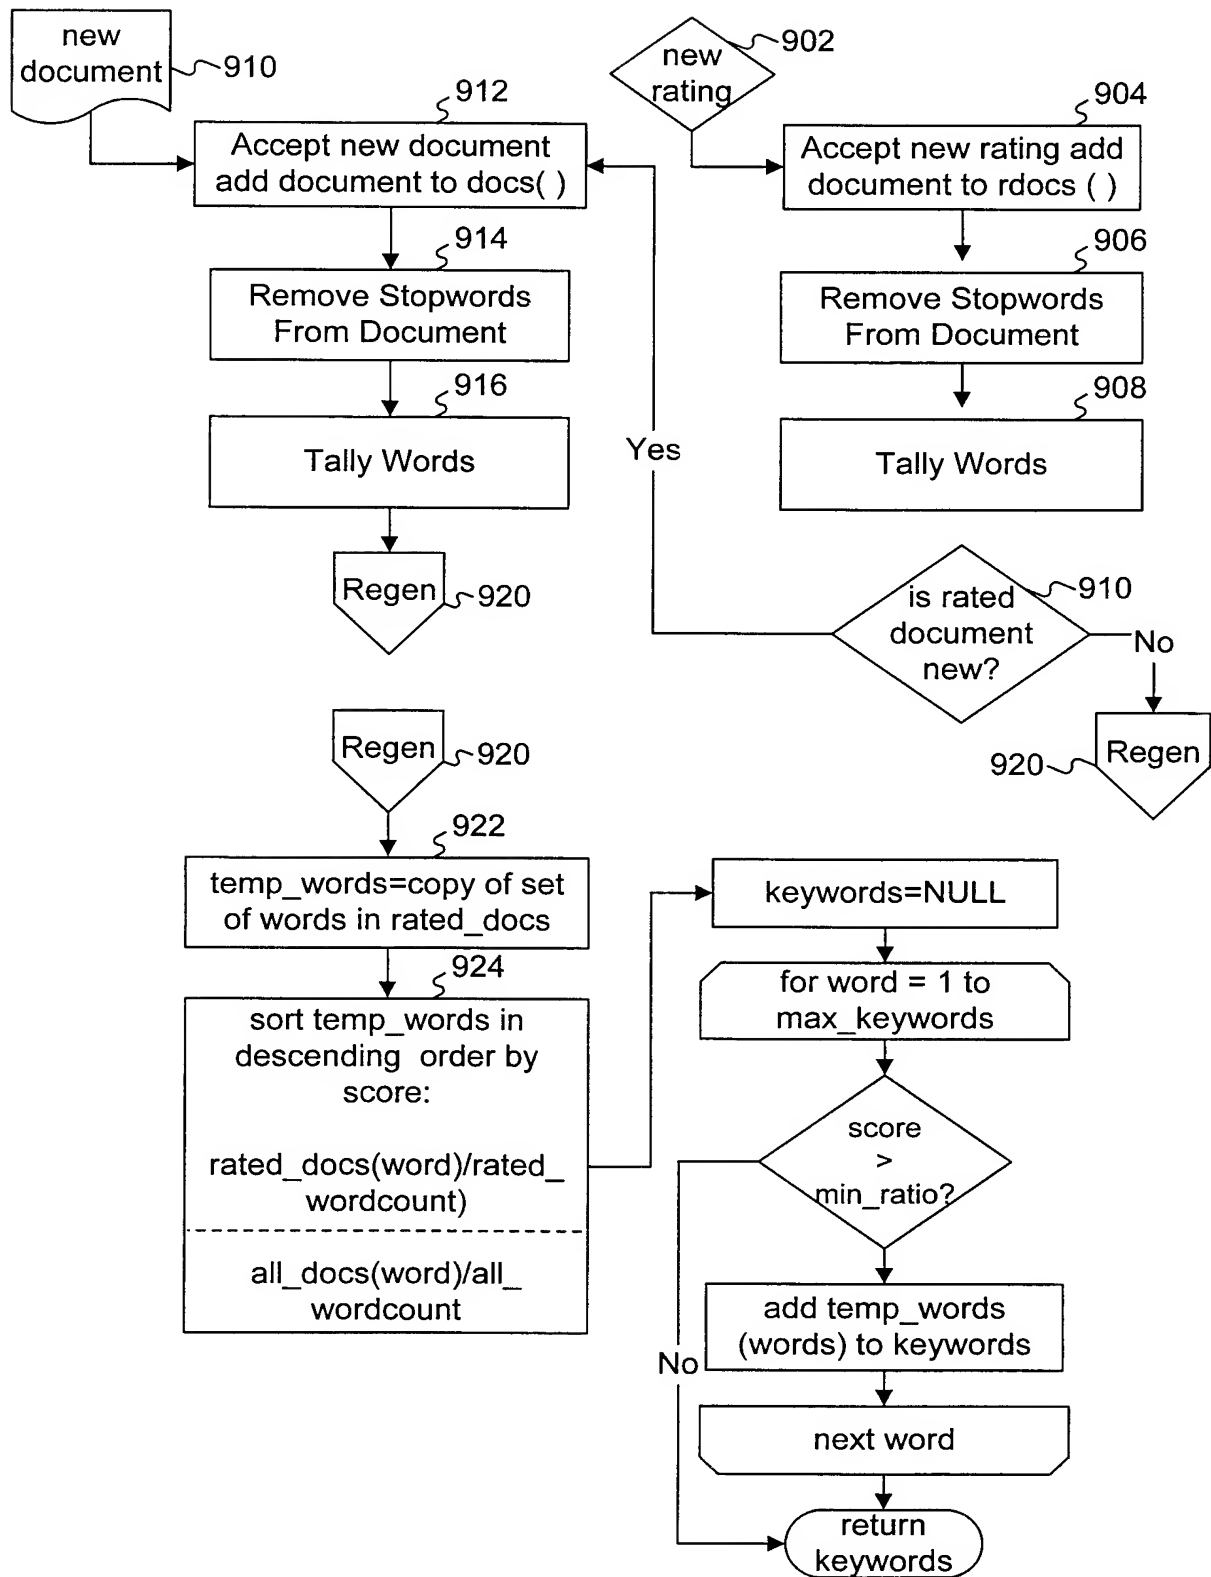 new
document
910
912
Accept new document
add document to docs( )
914
Remove Stopwords
From Document
916
Tally Words
Regen
920
902
new
rating
904
Accept new rating add
document to rdocs ( )
906
Remove Stopwords
From Document
908
Tally Words
Yes
910
is rated
document
new?
No
Regen
920
Regen
920
922
temp_words=copy of set
of words in rated_docs
924
sort temp_words in
descending order by
score:
rated_docs(word)/rated_
wordcount)
all_docs(word)/all_
wordcount
keywords=NULL
for word = 1 to
max_keywords
score
>
min_ratio?
No
add temp_words
(words) to keywords
next word
return
keywords